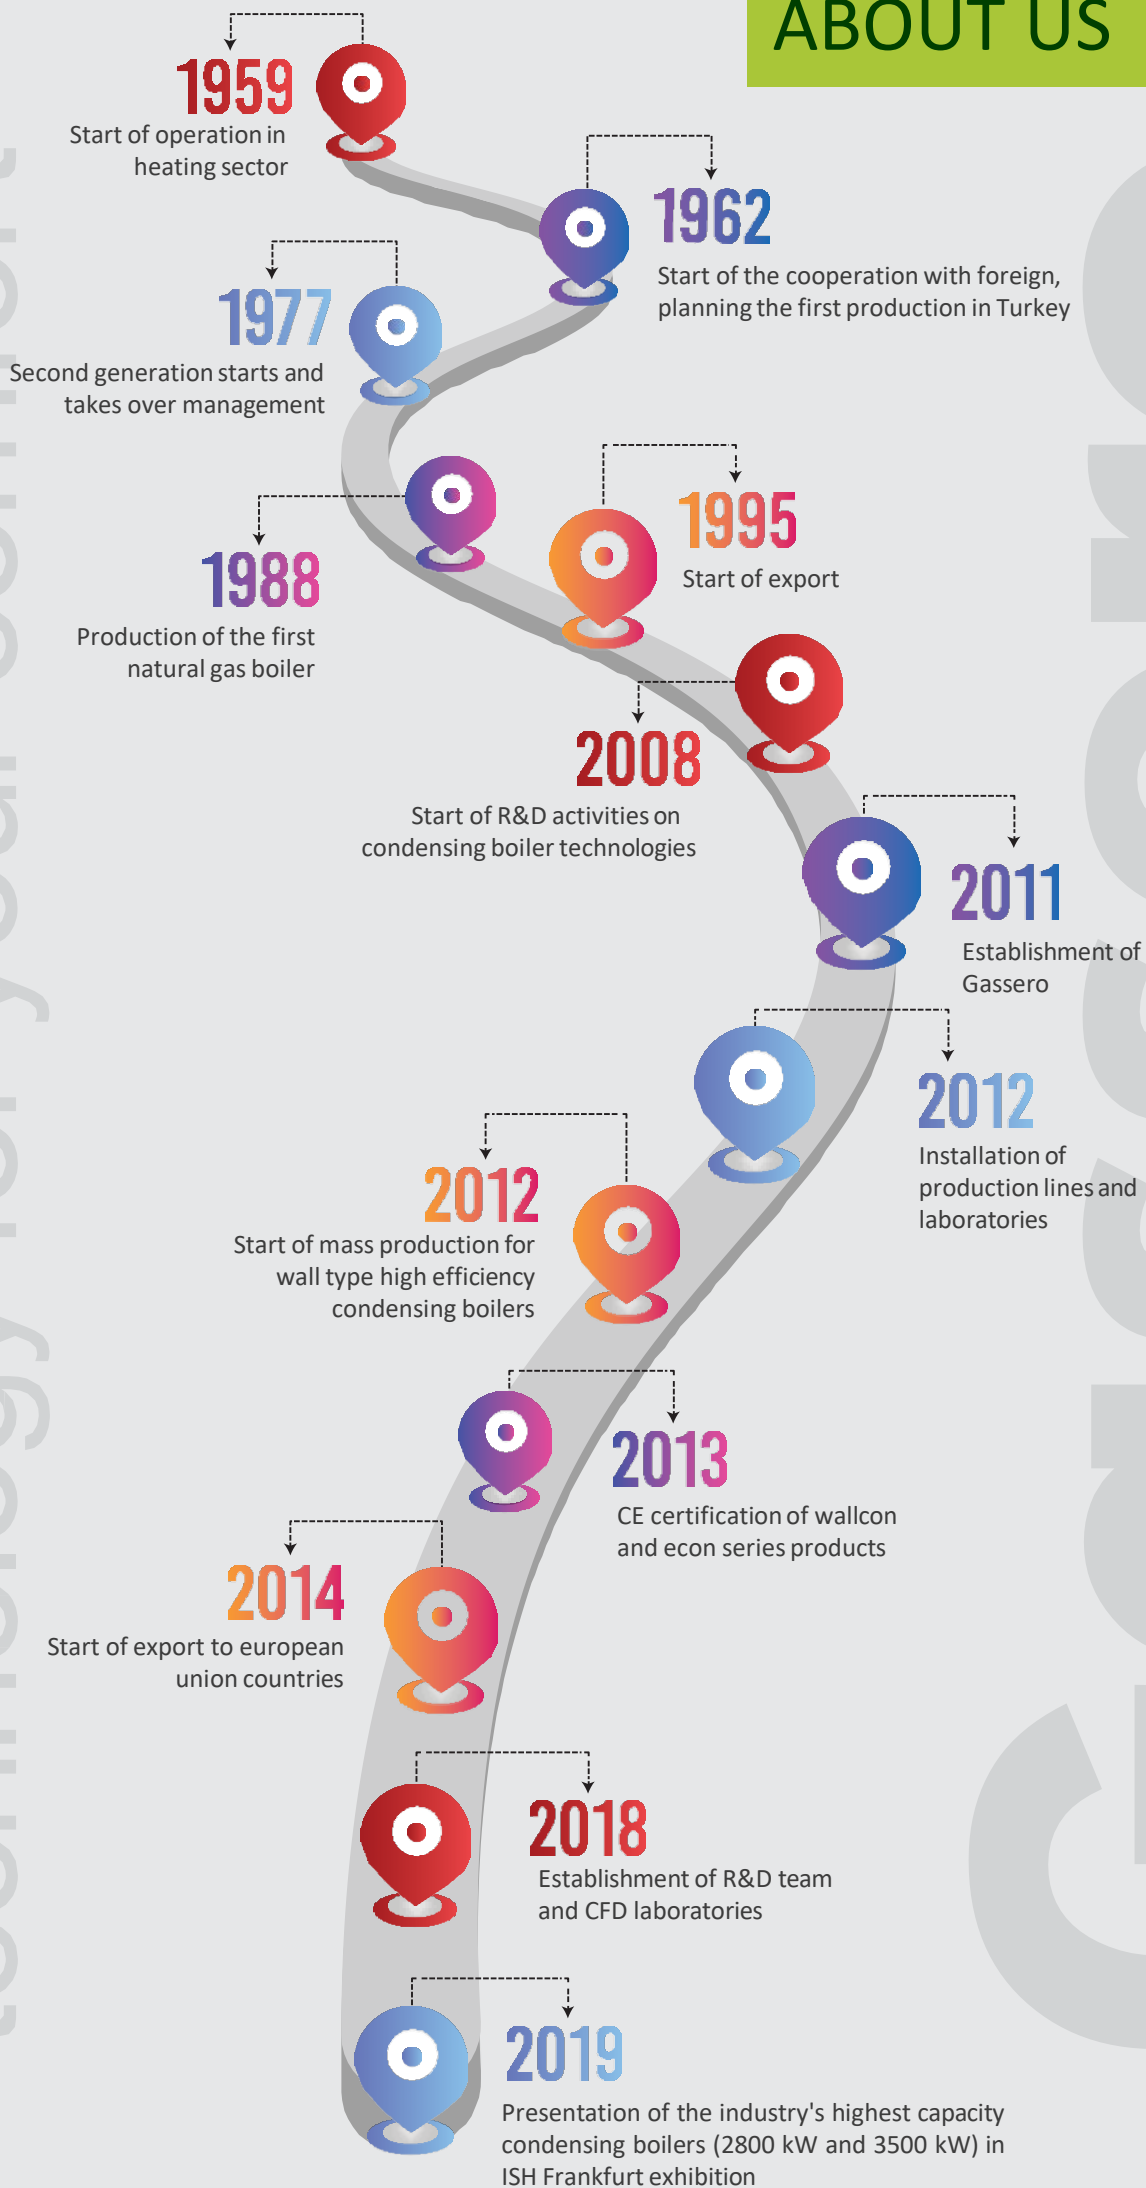 ABOUT US
1959
Start of operation in
heating sector
1962
Start of the cooperation with foreign,
planning the first production in Turkey
1977
Second generation starts and
takes over management
1988
Production of the first
natural gas boiler
1995
Start of export
2008
Start of R&D activities on
condensing boiler technologies
2011
Establishment of
Gassero
2012
Installation of
production lines and
laboratories
2012
Start of mass production for
wall type high efficiency
condensing boilers
2013
CE certification of wallcon
and econ series products
2014
Start of export to european
union countries
2018
Establishment of R&D team
and CFD laboratories
2019
Presentation of the industry's highest capacity
condensing boilers (2800 kW and 3500 kW) in
ISH Frankfurt exhibition